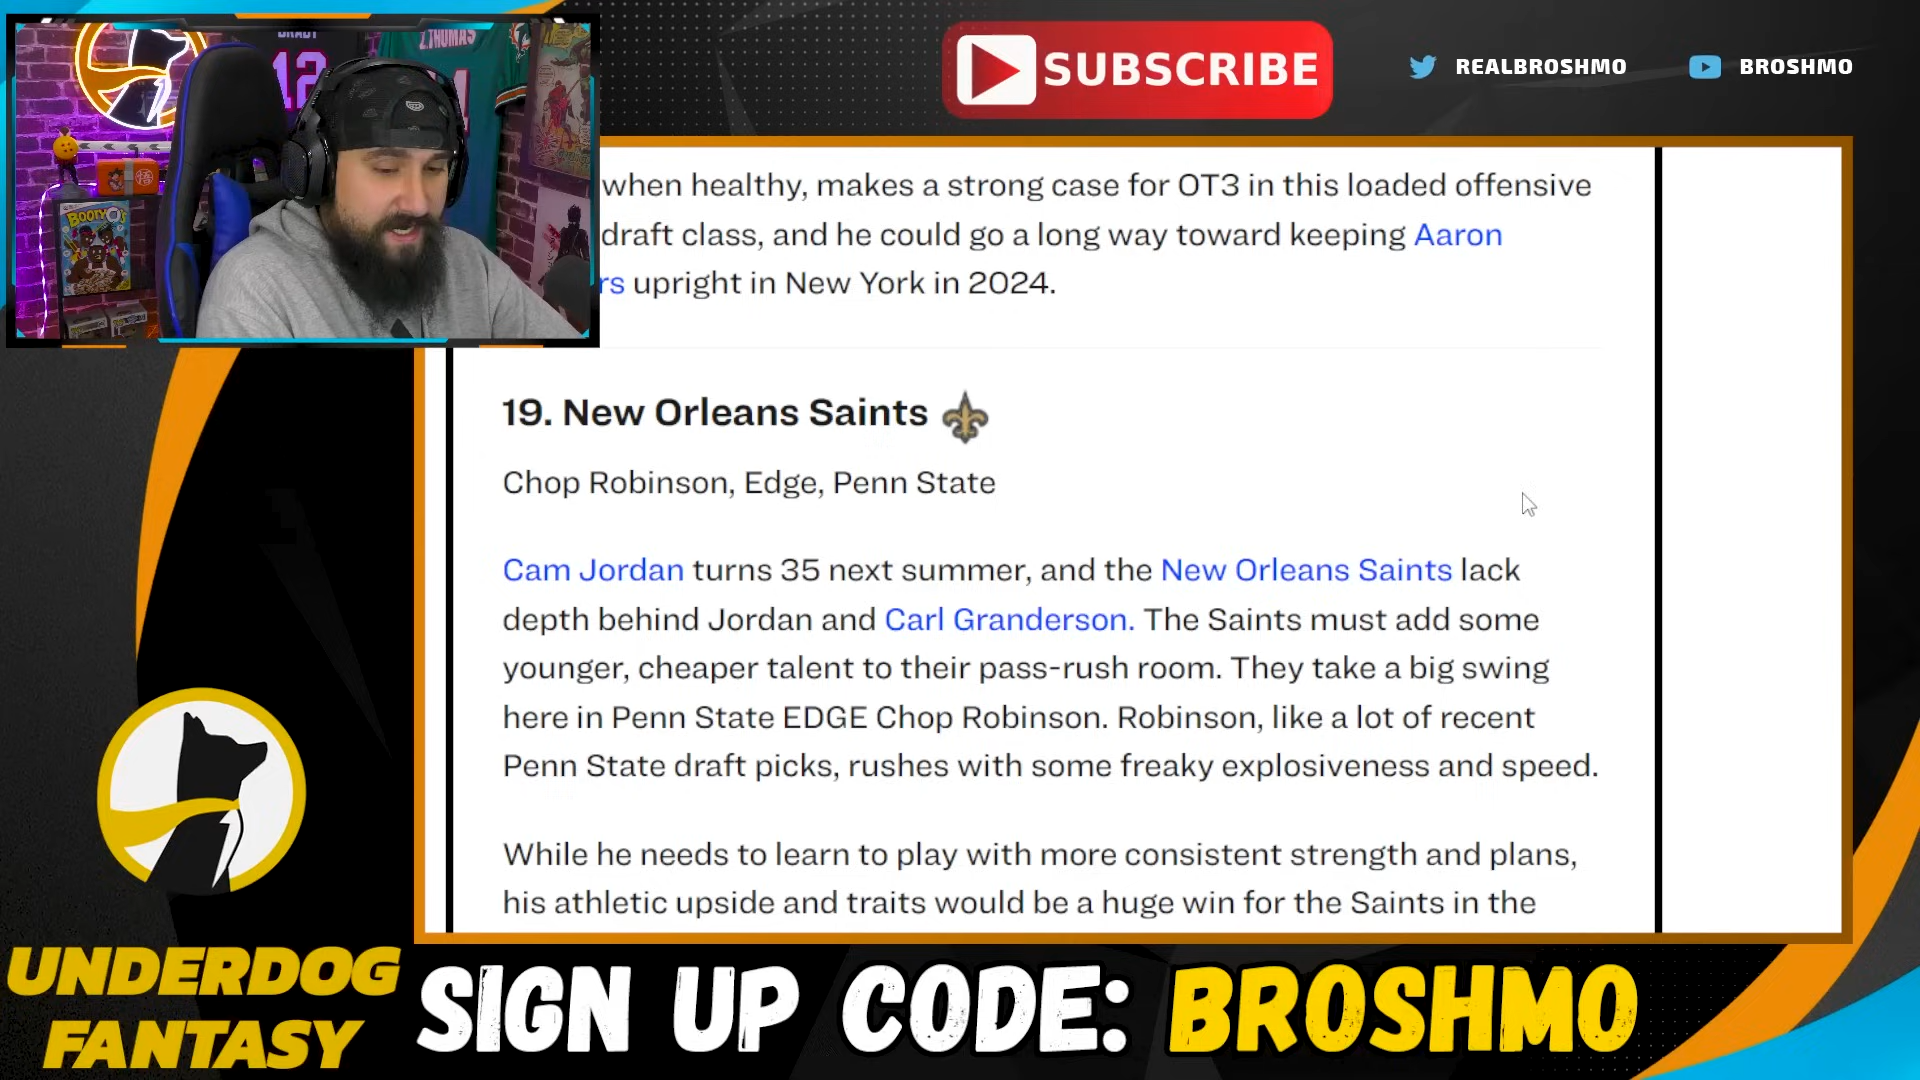 BRADY
12
Z.THOMAS
BOOTY O'S
SUBSCRIBE
REALBROSHMO
BROSHMO
when healthy, makes a strong case for OT3 in this loaded offensive
draft class, and he could go a long way toward keeping Aaron
rs upright in New York in 2024.
19. New Orleans Saints
Chop Robinson, Edge, Penn State
Cam Jordan turns 35 next summer, and the New Orleans Saints lack
depth behind Jordan and Carl Granderson. The Saints must add some
younger, cheaper talent to their pass-rush room. They take a big swing
here in Penn State EDGE Chop Robinson. Robinson, like a lot of recent
Penn State draft picks, rushes with some freaky explosiveness and speed.
While he needs to learn to play with more consistent strength and plans,
his athletic upside and traits would be a huge win for the Saints in the
UNDERDOG
FANTASY
SIGN UP CODE: BROSHMO